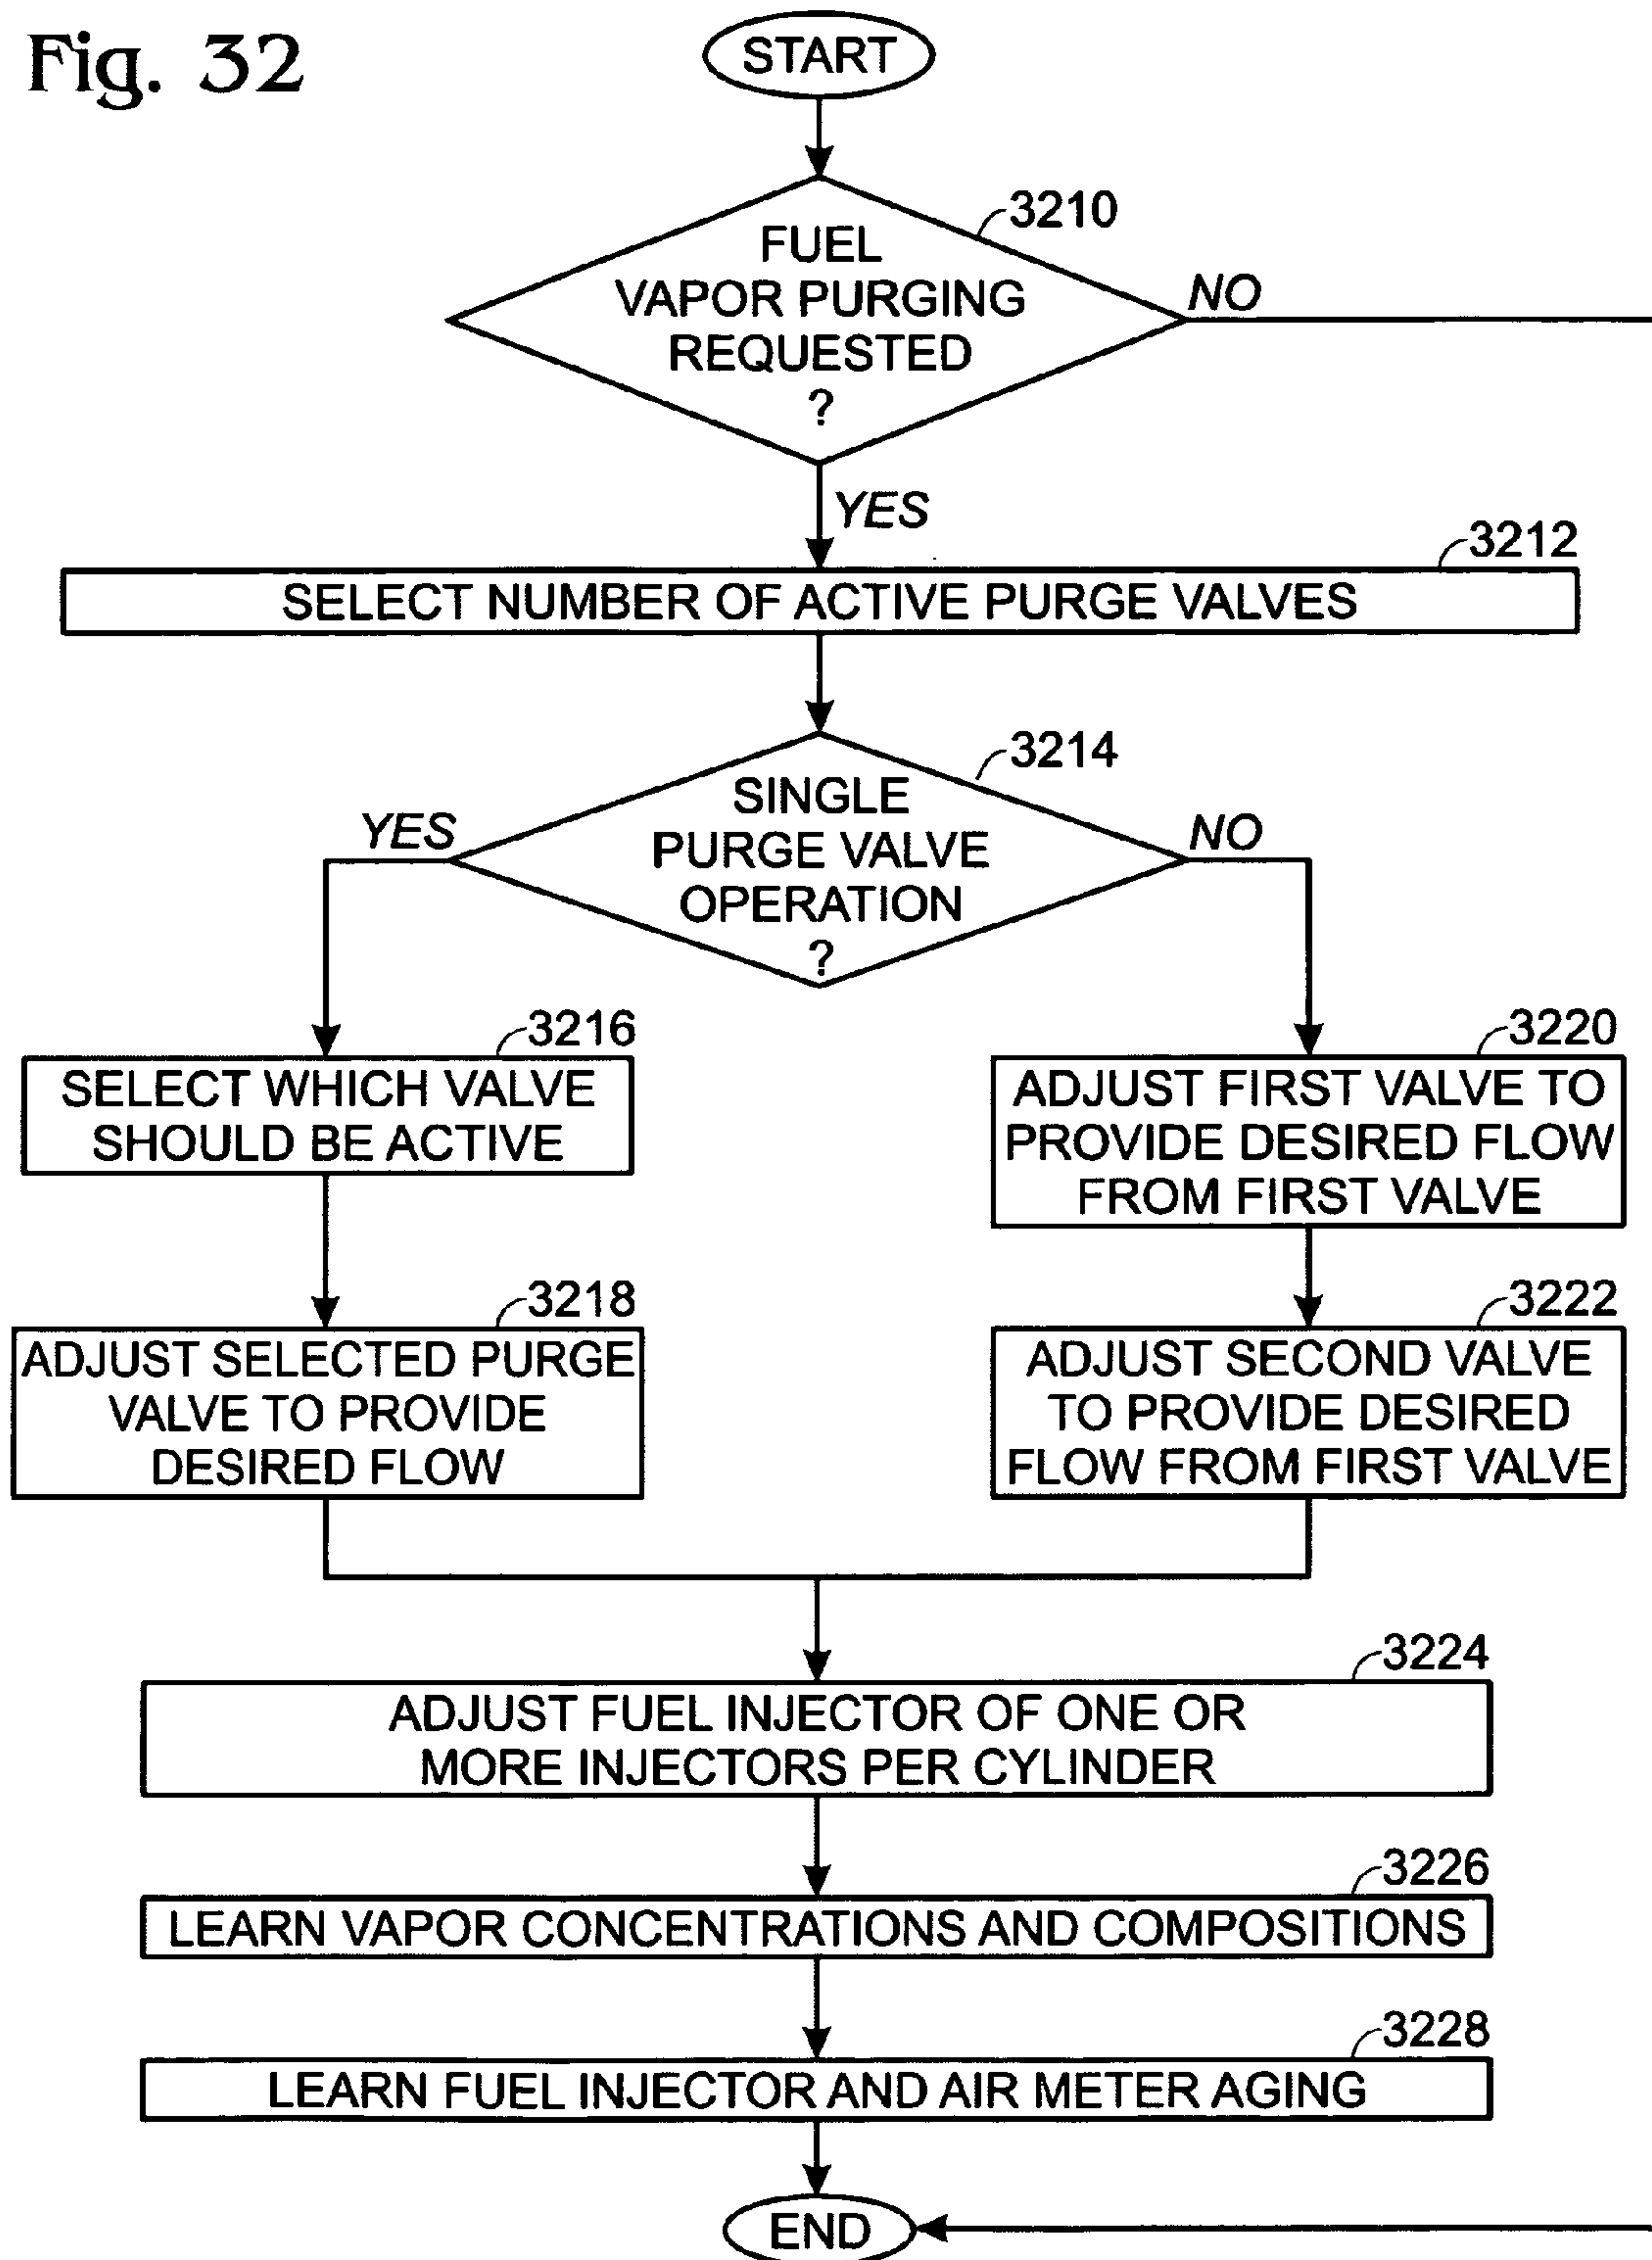 Fig. 32
START
3210
FUEL
VAPOR PURGING
REQUESTED
?
NO
YES
3212
SELECT NUMBER OF ACTIVE PURGE VALVES
3214
SINGLE
PURGE VALVE
OPERATION
?
YES
NO
3216
SELECT WHICH VALVE
SHOULD BE ACTIVE
3220
ADJUST FIRST VALVE TO
PROVIDE DESIRED FLOW
FROM FIRST VALVE
3218
ADJUST SELECTED PURGE
VALVE TO PROVIDE
DESIRED FLOW
3222
ADJUST SECOND VALVE
TO PROVIDE DESIRED
FLOW FROM FIRST VALVE
3224
ADJUST FUEL INJECTOR OF ONE OR
MORE INJECTORS PER CYLINDER
3226
LEARN VAPOR CONCENTRATIONS AND COMPOSITIONS
3228
LEARN FUEL INJECTOR AND AIR METER AGING
END